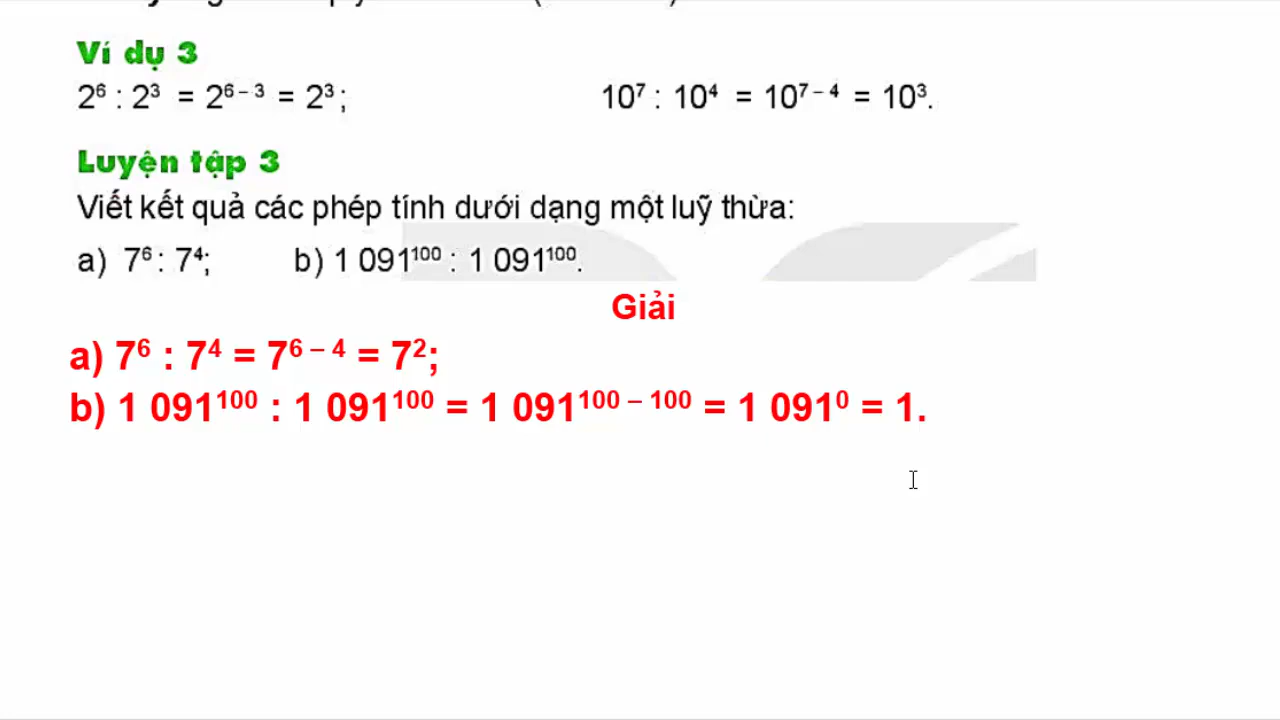 Ví dụ 3
2⁶ : 2³ = 2⁶⁻³ = 2³; 10⁷ : 10⁴ = 10⁷⁻⁴ = 10³.
Luyện tập 3
Viết kết quả các phép tính dưới dạng một luỹ thừa:
a) 7⁶ : 7⁴; b) 1 091¹⁰⁰ : 1 091¹⁰⁰.
Giải
a) 7⁶ : 7⁴ = 7⁶⁻⁴ = 7²;
b) 1 091¹⁰⁰ : 1 091¹⁰⁰ = 1 091¹⁰⁰⁻¹⁰⁰ = 1 091⁰ = 1.